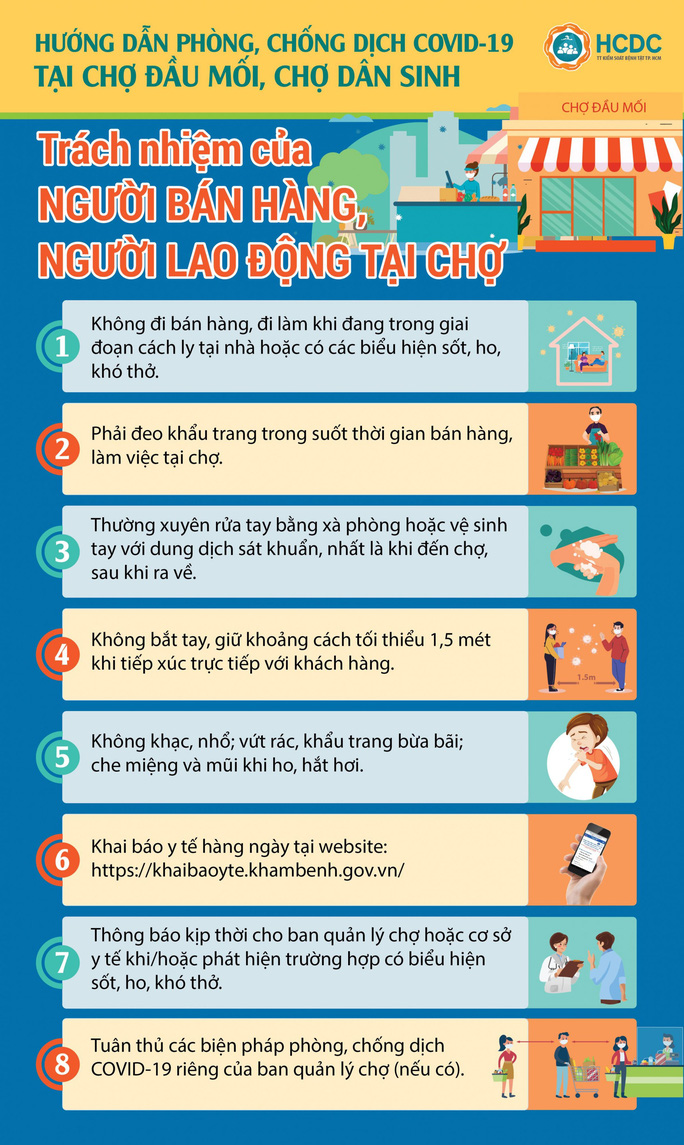 HƯỚNG DẪN PHÒNG, CHỐNG DỊCH COVID-19
TẠI CHỢ ĐẦU MỐI, CHỢ DÂN SINH
HCDC
TT KIỂM SOÁT BỆNH TẬT TP. HCM
CHỢ ĐẦU MỐI
Trách nhiệm của
NGƯỜI BÁN HÀNG,
NGƯỜI LAO ĐỘNG TẠI CHỢ
1
Không đi bán hàng, đi làm khi đang trong giai
đoạn cách ly tại nhà hoặc có các biểu hiện sốt, ho,
khó thở.
2
Phải đeo khẩu trang trong suốt thời gian bán hàng,
làm việc tại chợ.
3
Thường xuyên rửa tay bằng xà phòng hoặc vệ sinh
tay với dung dịch sát khuẩn, nhất là khi đến chợ,
sau khi ra về.
4
Không bắt tay, giữ khoảng cách tối thiểu 1,5 mét
khi tiếp xúc trực tiếp với khách hàng.
1.5m
5
Không khạc, nhổ; vứt rác, khẩu trang bừa bãi;
che miệng và mũi khi ho, hắt hơi.
6
Khai báo y tế hàng ngày tại website:
https://khaibaoyte.khambenh.gov.vn/
7
Thông báo kịp thời cho ban quản lý chợ hoặc cơ sở
y tế khi/hoặc phát hiện trường hợp có biểu hiện
sốt, ho, khó thở.
8
Tuân thủ các biện pháp phòng, chống dịch
COVID-19 riêng của ban quản lý chợ (nếu có).